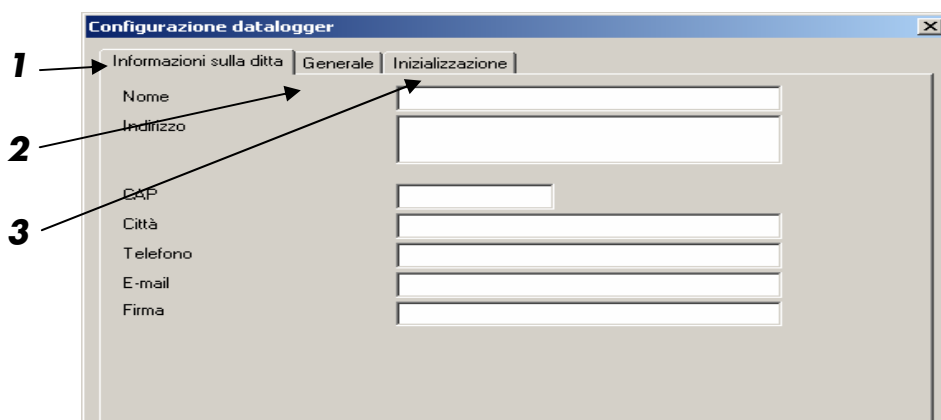 Configurazione datalogger
1
Informazioni sulla ditta Generale Inizializzazione
Nome
2
Indirizzo
CAP
3
Città
Telefono
E-mail
Firma